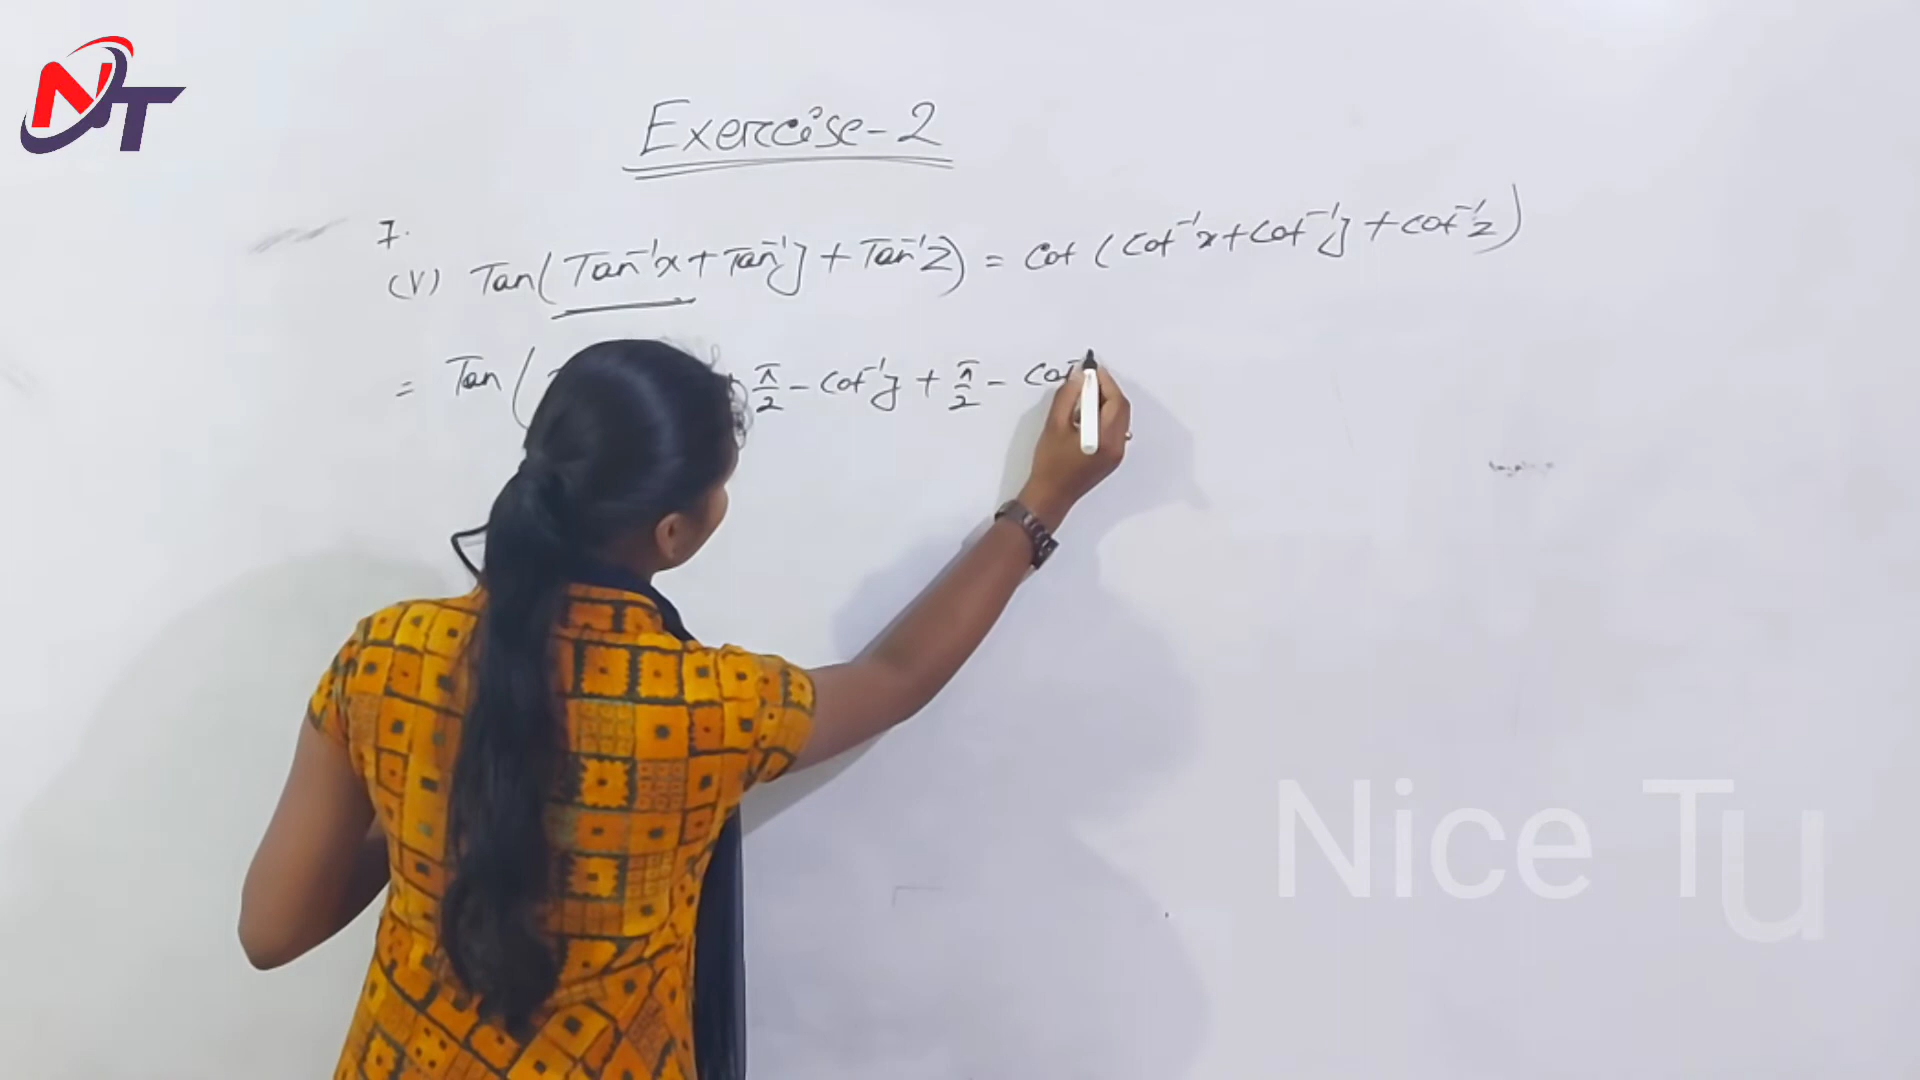 NT
Exercise-2
7.
(V) Tan(Tan⁻¹x+Tan⁻¹y+Tan⁻¹z) = Cot (Cot⁻¹x+Cot⁻¹y+Cot⁻¹z)
= Tan ( + π/2 - Cot⁻¹y + π/2 - Cot
Nice Tu